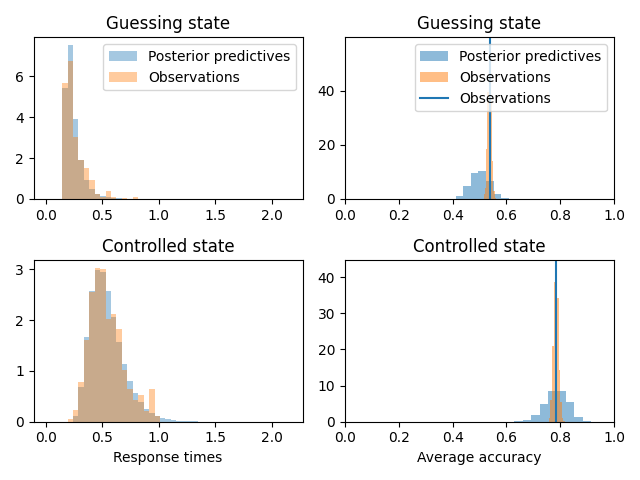 Guessing state
Posterior predictives
Observations
6
4
2
0
0.0 0.5 1.0 1.5 2.0
Guessing state
Posterior predictives
Observations
Observations
40
20
0
0.0 0.2 0.4 0.6 0.8 1.0
Controlled state
3
2
1
0
0.0 0.5 1.0 1.5 2.0
Response times
Controlled state
40
30
20
10
0
0.0 0.2 0.4 0.6 0.8 1.0
Average accuracy